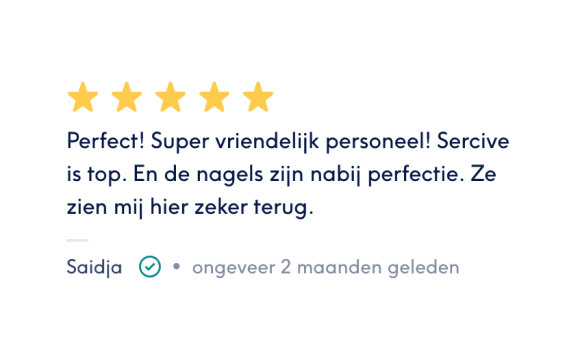 Perfect! Super vriendelijk personeel! Sercive
is top. En de nagels zijn nabij perfectie. Ze
zien mij hier zeker terug.
Saidja • ongeveer 2 maanden geleden